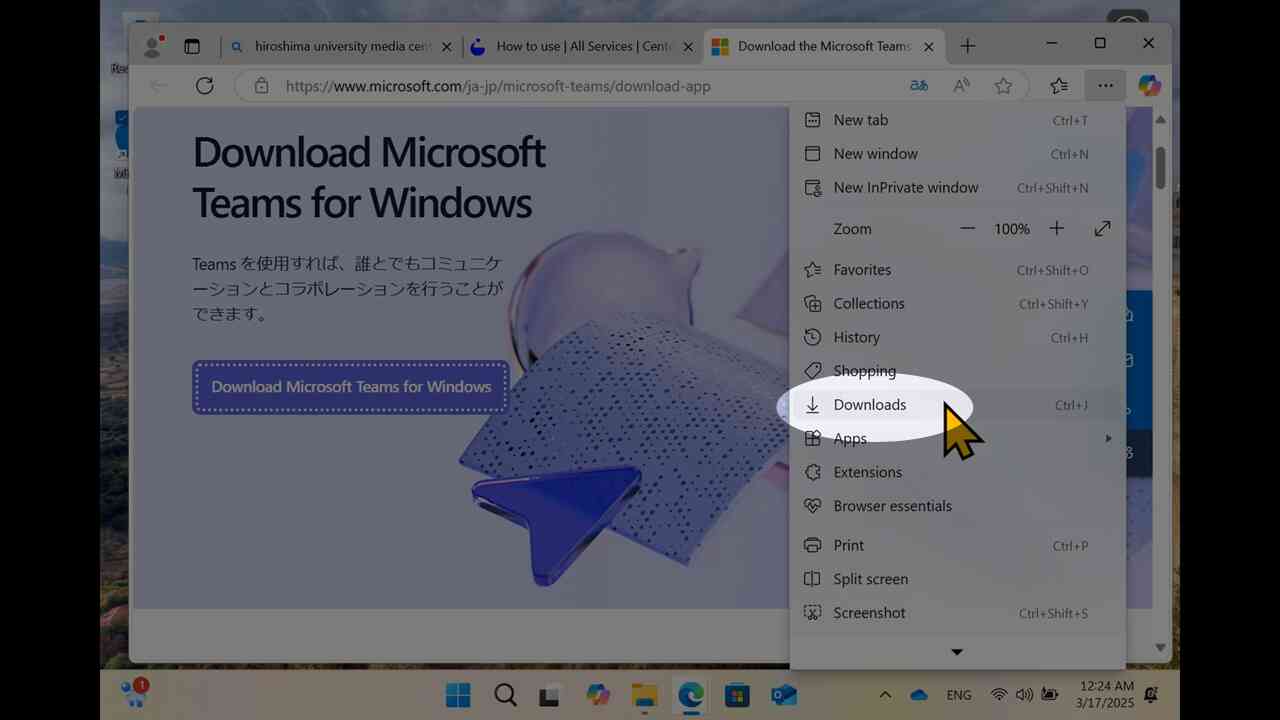 hiroshima university media cent
How to use | All Services | Cente
Download the Microsoft Teams
https://www.microsoft.com/ja-jp/microsoft-teams/download-app
Download Microsoft
Teams for Windows
Teams を使用すれば、誰とでもコミュニケ
ーションとコラボレーションを行うことが
できます。
Download Microsoft Teams for Windows
New tab Ctrl+T
New window Ctrl+N
New InPrivate window Ctrl+Shift+N
Zoom 100%
Favorites Ctrl+Shift+O
Collections Ctrl+Shift+Y
History Ctrl+H
Shopping
Downloads Ctrl+J
Apps
Extensions
Browser essentials
Print Ctrl+P
Split screen
Screenshot Ctrl+Shift+S
1
ENG
12:24 AM
3/17/2025